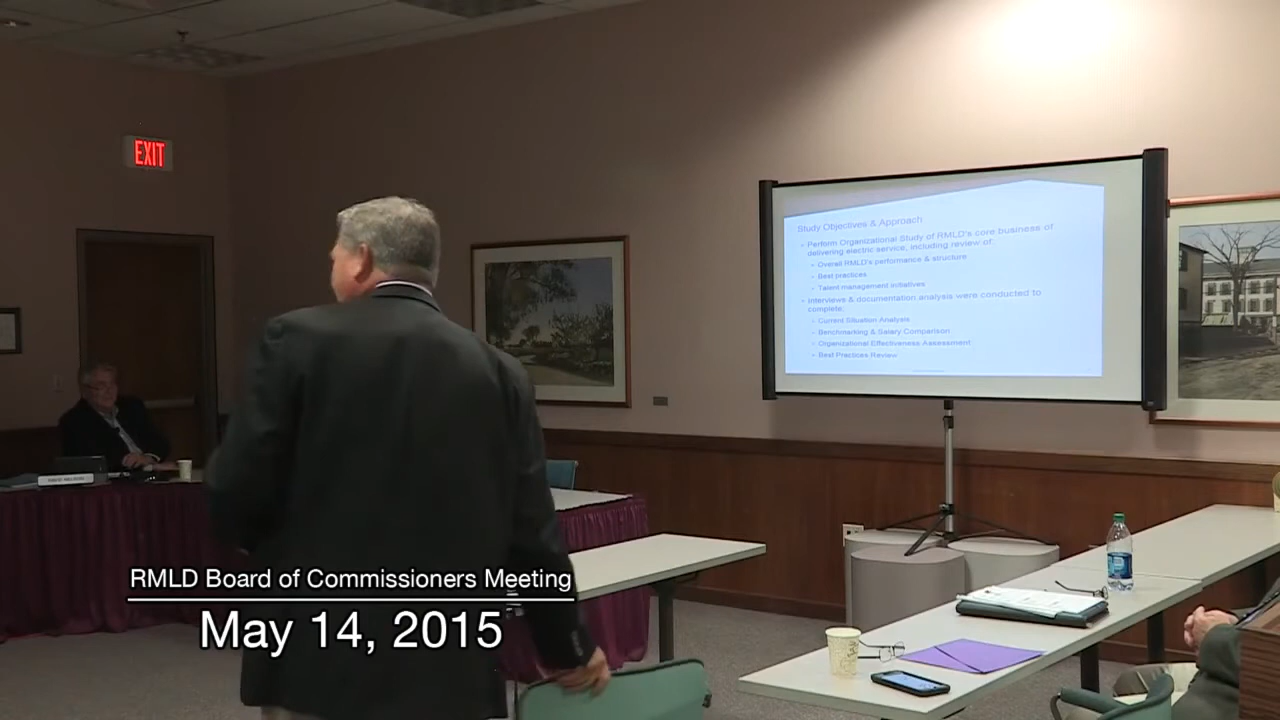 EXIT
Study Objectives & Approach
• Perform Organizational Study of RMLD's core business of
delivering electric service, including review of:
• Overall RMLD's performance & structure
• Best practices
• Talent management initiatives
• Interviews & documentation analysis were conducted to
complete:
• Current Situation Analysis
• Benchmarking & Salary Comparison
• Organizational Effectiveness Assessment
• Best Practices Review
RMLD Board of Commissioners Meeting
May 14, 2015